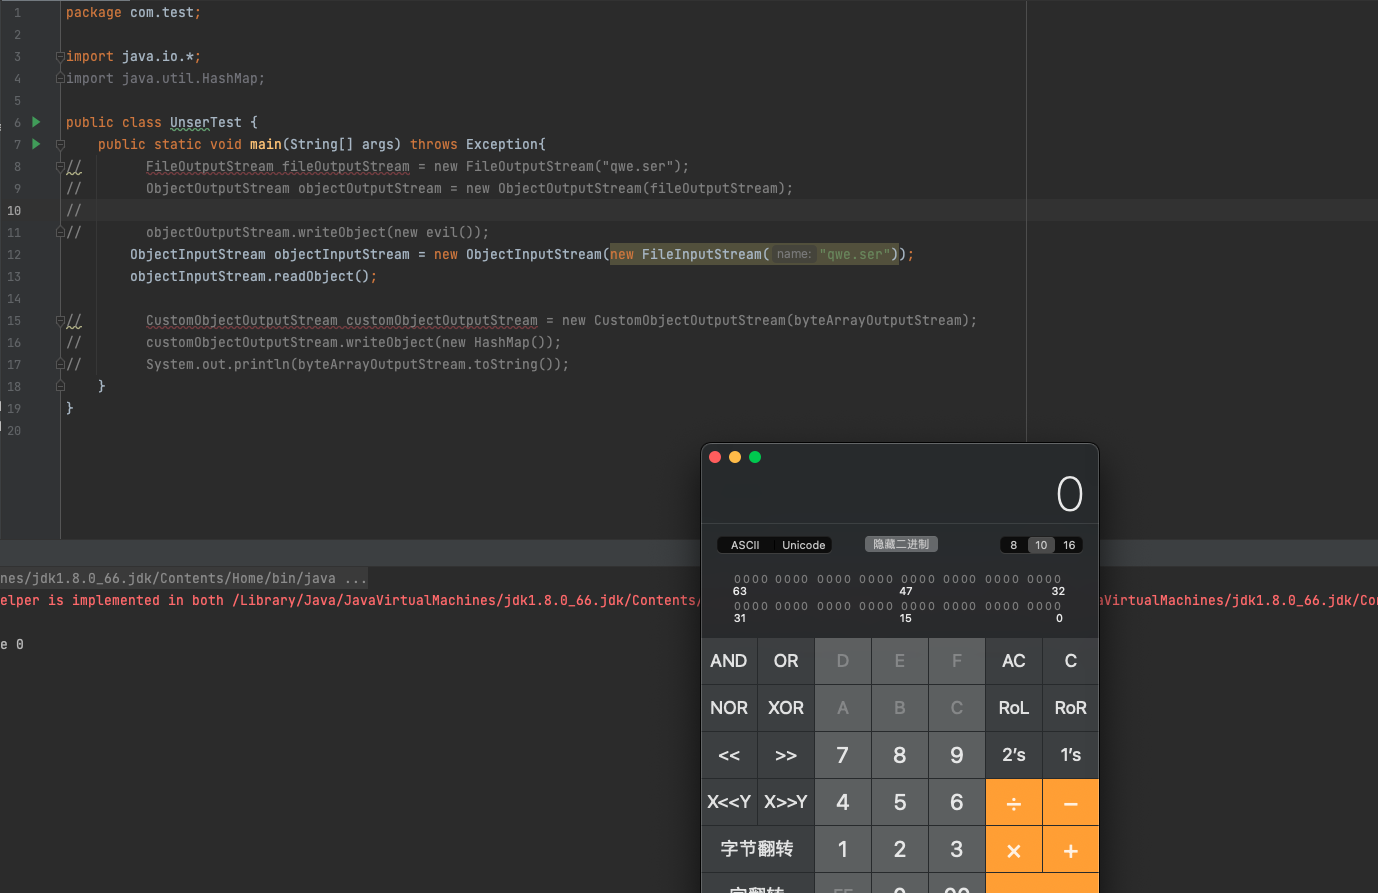 1 package com.test;
2
3 import java.io.*;
4 import java.util.HashMap;
5
6 public class UnserTest {
7 public static void main(String[] args) throws Exception{
8 // FileOutputStream fileOutputStream = new FileOutputStream("qwe.ser");
9 // ObjectOutputStream objectOutputStream = new ObjectOutputStream(fileOutputStream);
10 //
11 // objectOutputStream.writeObject(new evil());
12 ObjectInputStream objectInputStream = new ObjectInputStream(new FileInputStream( name: "qwe.ser"));
13 objectInputStream.readObject();
14
15 // CustomObjectOutputStream customObjectOutputStream = new CustomObjectOutputStream(byteArrayOutputStream);
16 // customObjectOutputStream.writeObject(new HashMap());
17 // System.out.println(byteArrayOutputStream.toString());
18 }
19 }
20
nes/jdk1.8.0_66.jdk/Contents/Home/bin/java ...
elper is implemented in both /Library/Java/JavaVirtualMachines/jdk1.8.0_66.jdk/Contents/
aVirtualMachines/jdk1.8.0_66.jdk/Co
e 0
0
ASCII Unicode 隐藏二进制 8 10 16
0000 0000 0000 0000 0000 0000 0000 0000
63 47 32
0000 0000 0000 0000 0000 0000 0000 0000
31 15 0
AND OR D E F AC C
NOR XOR A B C RoL RoR
<< >> 7 8 9 2's 1's
X<<Y X>>Y 4 5 6 ÷ −
字节翻转 1 2 3 × +
字翻转 FF 0 00